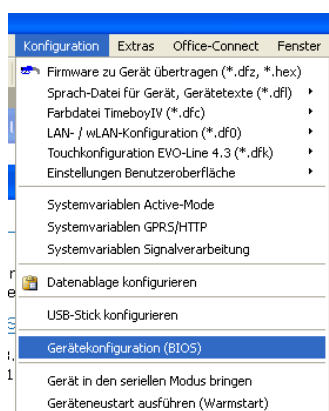 Konfiguration Extras Office-Connect Fenster
Firmware zu Gerät übertragen (*.dfz, *.hex)
Sprach-Datei für Gerät, Gerätetexte (*.dfl)
Farbdatei TimeboyIV (*.dfc)
LAN- / wLAN-Konfiguration (*.df0)
Touchkonfiguration EVO-Line 4.3 (*.dfk)
Einstellungen Benutzeroberfläche
Systemvariablen Active-Mode
Systemvariablen GPRS/HTTP
Systemvariablen Signalverarbeitung
Datenablage konfigurieren
USB-Stick konfigurieren
Gerätekonfiguration (BIOS)
Gerät in den seriellen Modus bringen
Geräteneustart ausführen (Warmstart)